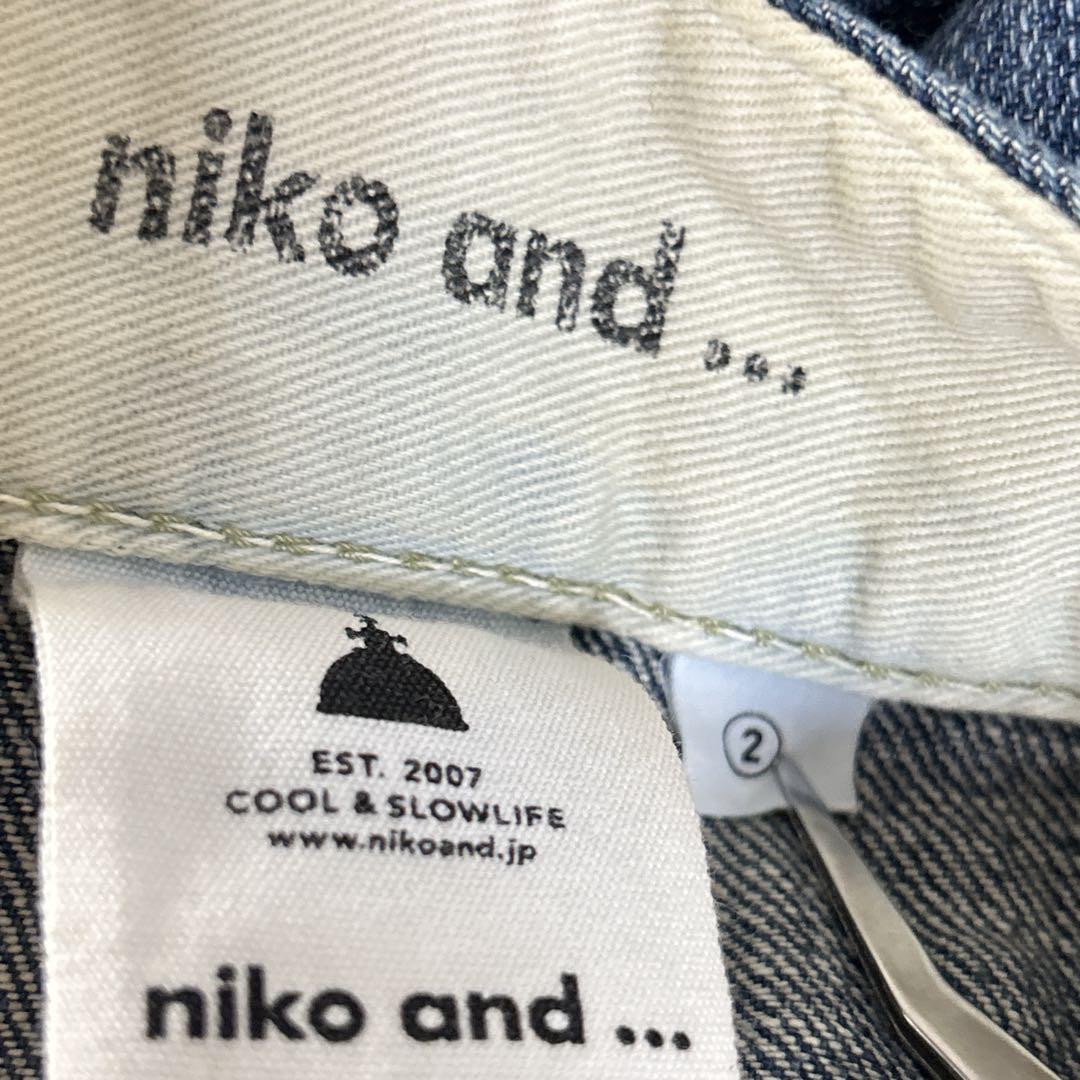 niko and ...
EST. 2007
COOL & SLOWLIFE
www.nikoand.jp
niko and ...
②